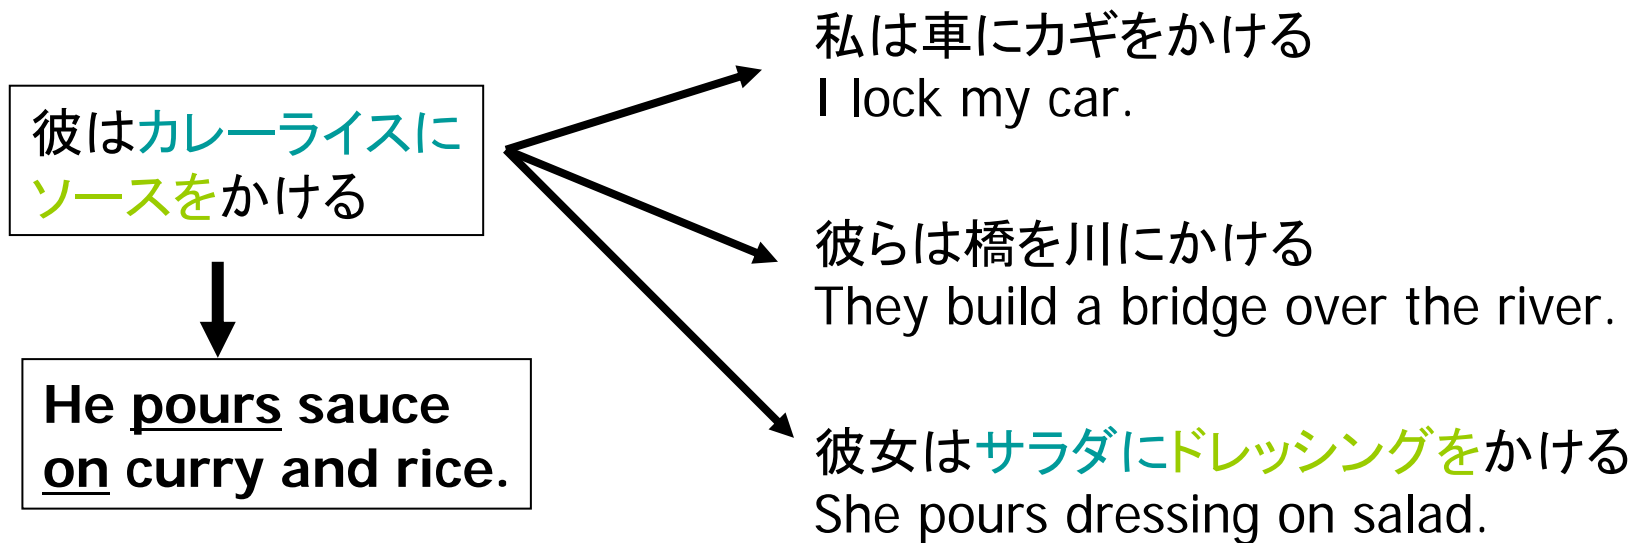 彼はカレーライスに
ソースをかける
He pours sauce
on curry and rice.
私は車にカギをかける
I lock my car.
彼らは橋を川にかける
They build a bridge over the river.
彼女はサラダにドレッシングをかける
She pours dressing on salad.